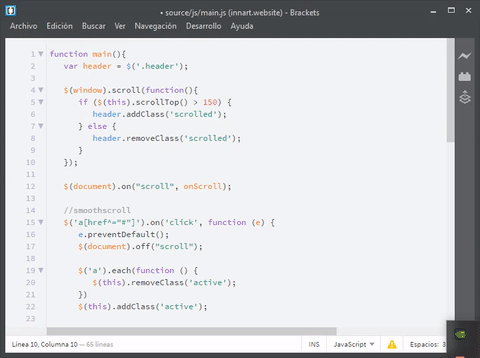 • source/js/main.js (innart.website) - Brackets
Archivo Edición Buscar Ver Navegación Desarrollo Ayuda
1 function main(){
2 var header = $('.header');
3
4 $(window).scroll(function(){
5 if ($(this).scrollTop() > 150) {
6 header.addClass('scrolled');
7 } else {
8 header.removeClass('scrolled');
9 }
10 });
11
12 $(document).on("scroll", onScroll);
13
14 //smoothscroll
15 $('a[href^="#"]').on('click', function (e) {
16 e.preventDefault();
17 $(document).off("scroll");
18
19 $('a').each(function () {
20 $(this).removeClass('active');
21 })
22 $(this).addClass('active');
23
Línea 10, Columna 10 — 65 líneas INS JavaScript Espacios: 3